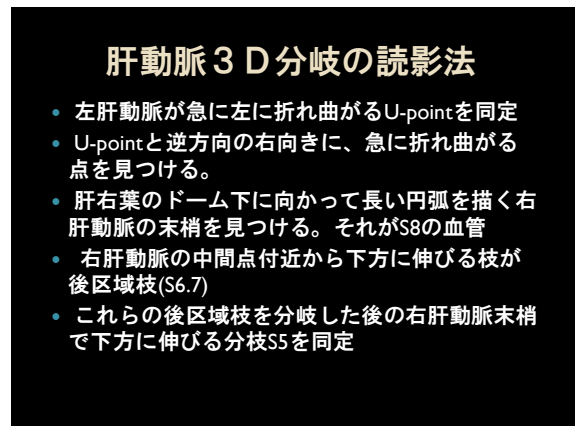 肝動脈３Ｄ分岐の読影法
• 左肝動脈が急に左に折れ曲がるU-pointを同定
• U-pointと逆方向の右向きに、急に折れ曲がる
点を見つける。
• 肝右葉のドーム下に向かって長い円弧を描く右
肝動脈の末梢を見つける。それがS8の血管
• 右肝動脈の中間点付近から下方に伸びる枝が
後区域枝(S6.7)
• これらの後区域枝を分岐した後の右肝動脈末梢
で下方に伸びる分枝S5を同定